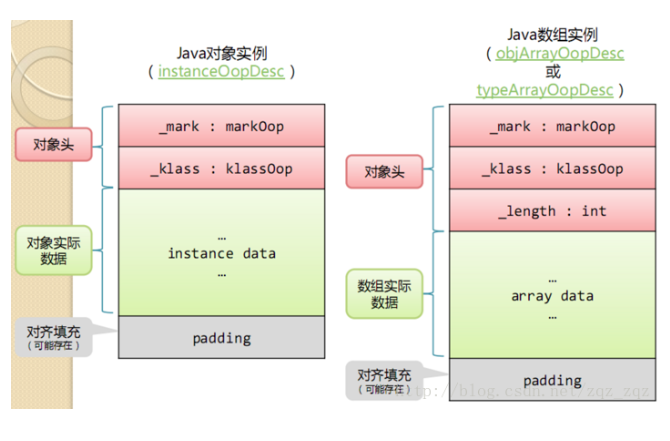 Java对象实例
（instanceOopDesc）
对象头
_mark : markOop
_klass : klassOop
对象实际
数据
…
instance data
…
对齐填充
（可能存在）
padding
Java数组实例
（objArrayOopDesc
或
typeArrayOopDesc）
对象头
_mark : markOop
_klass : klassOop
_length : int
数组实际
数据
…
array data
…
对齐填充
（可能存在）
padding
http://blog.csdn.net/zqz_zqz